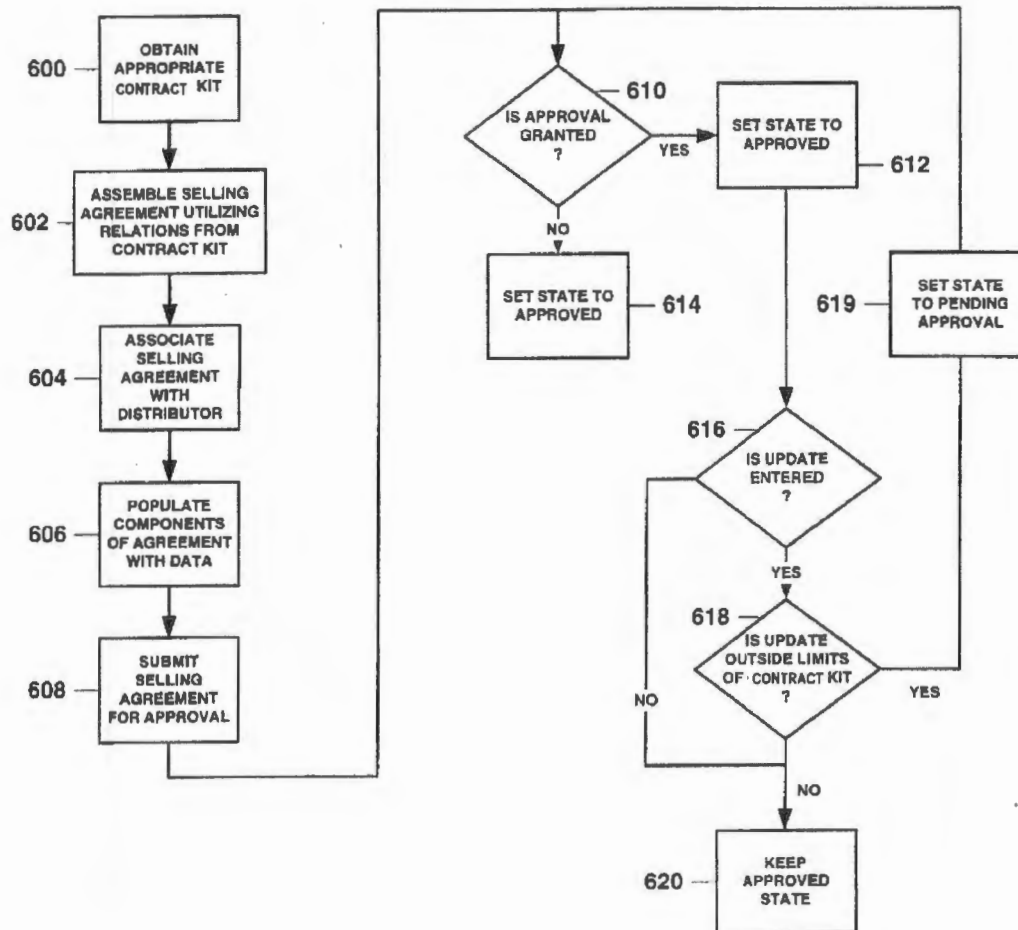 600
OBTAIN
APPROPRIATE
CONTRACT KIT
602
ASSEMBLE SELLING
AGREEMENT UTILIZING
RELATIONS FROM
CONTRACT KIT
604
ASSOCIATE
SELLING
AGREEMENT
WITH
DISTRIBUTOR
606
POPULATE
COMPONENTS
OF AGREEMENT
WITH DATA
608
SUBMIT
SELLING
AGREEMENT
FOR APPROVAL
610
IS APPROVAL
GRANTED
?
YES
NO
SET STATE TO
APPROVED
612
SET STATE TO
APPROVED
614
619
SET STATE
TO PENDING
APPROVAL
616
IS UPDATE
ENTERED
?
YES
NO
618
IS UPDATE
OUTSIDE LIMITS
OF CONTRACT KIT
?
YES
NO
620
KEEP
APPROVED
STATE